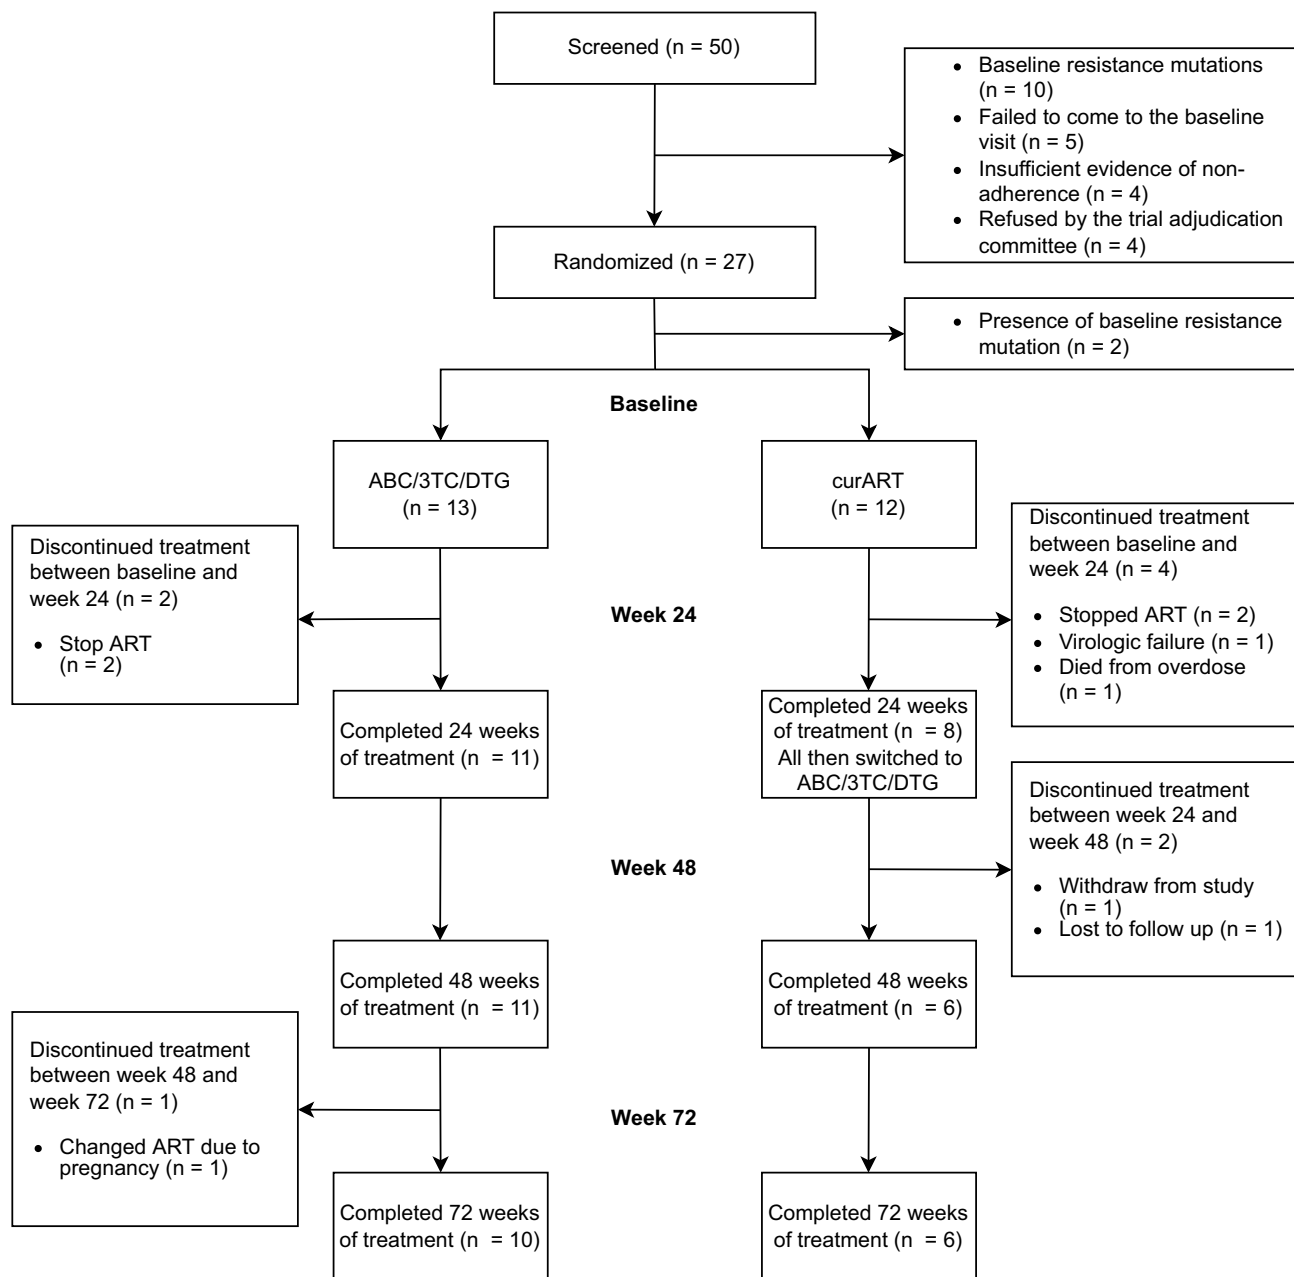 Screened (n = 50)
• Baseline resistance mutations
(n = 10)
• Failed to come to the baseline
visit (n = 5)
• Insufficient evidence of non-
adherence (n = 4)
• Refused by the trial adjudication
committee (n = 4)
Randomized (n = 27)
• Presence of baseline resistance
mutation (n = 2)
Baseline
ABC/3TC/DTG
(n = 13)
curART
(n = 12)
Discontinued treatment
between baseline and
week 24 (n = 2)
• Stop ART
(n = 2)
Week 24
Discontinued treatment
between baseline and
week 24 (n = 4)
• Stopped ART (n = 2)
• Virologic failure (n = 1)
• Died from overdose
(n = 1)
Completed 24 weeks
of treatment (n = 11)
Completed 24 weeks
of treatment (n = 8)
All then switched to
ABC/3TC/DTG
Week 48
Discontinued treatment
between week 24 and
week 48 (n = 2)
• Withdraw from study
(n = 1)
• Lost to follow up (n = 1)
Completed 48 weeks
of treatment (n = 11)
Completed 48 weeks
of treatment (n = 6)
Discontinued treatment
between week 48 and
week 72 (n = 1)
• Changed ART due to
pregnancy (n = 1)
Week 72
Completed 72 weeks
of treatment (n = 10)
Completed 72 weeks
of treatment (n = 6)